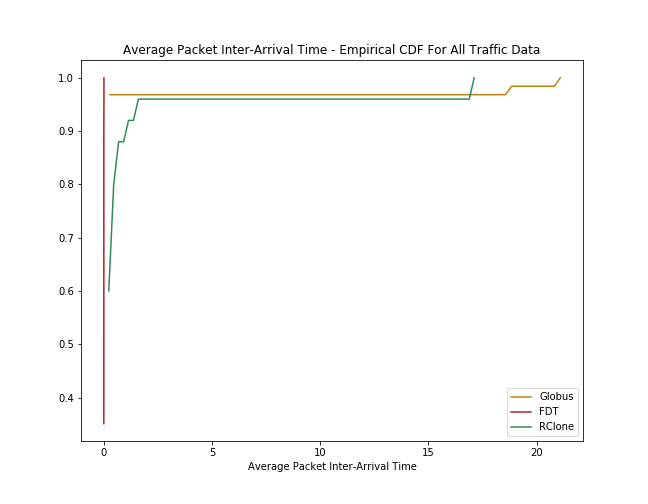 Average Packet Inter-Arrival Time - Empirical CDF For All Traffic Data
1.0
0.9
0.8
0.7
0.6
0.5
0.4
0 5 10 15 20
Average Packet Inter-Arrival Time
Globus
FDT
RClone